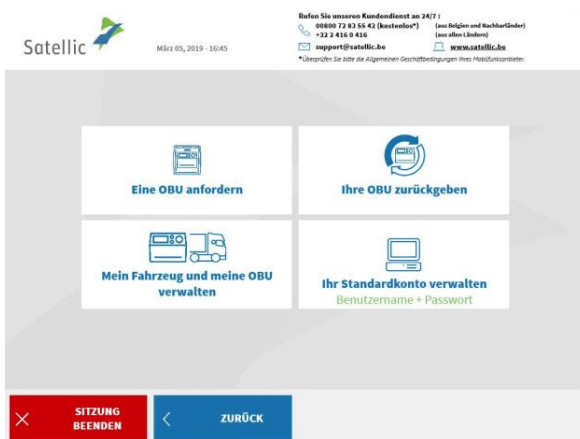 Satellic
März 05, 2019 - 16:45
Rufen Sie unseren Kundendienst an 24/7 :
00800 72 83 55 42 (kostenlos*) (aus Belgien und Nachbarländer)
+32 2 416 0 416 (aus allen Ländern)
support@satellic.be www.satellic.be
*Überprüfen Sie bitte die Allgemeinen Geschäftbedingungen Ihres Mobilfunkanbieter.
Eine OBU anfordern
Ihre OBU zurückgeben
Mein Fahrzeug und meine OBU
verwalten
Ihr Standardkonto verwalten
Benutzername + Passwort
SITZUNG
BEENDEN
ZURÜCK